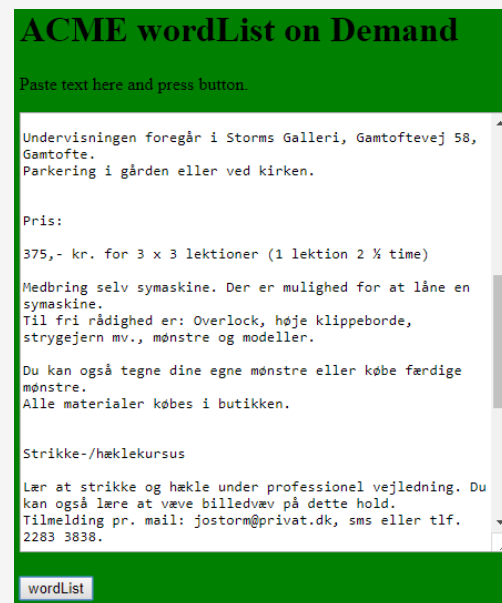 ACME wordList on Demand
Paste text here and press button.
Undervisningen foregår i Storms Galleri, Gamtoftevej 58,
Gamtofte.
Parkering i gården eller ved kirken.
Pris:
375,- kr. for 3 x 3 lektioner (1 lektion 2 ½ time)
Medbring selv symaskine. Der er mulighed for at låne en
symaskine.
Til fri rådighed er: Overlock, høje klippeborde,
strygejern mv., mønstre og modeller.
Du kan også tegne dine egne mønstre eller købe færdige
mønstre.
Alle materialer købes i butikken.
Strikke-/hæklekursus
Lær at strikke og hækle under professionel vejledning. Du
kan også lære at væve billedvæv på dette hold.
Tilmelding pr. mail: jostorm@privat.dk, sms eller tlf.
2283 3838.
wordList